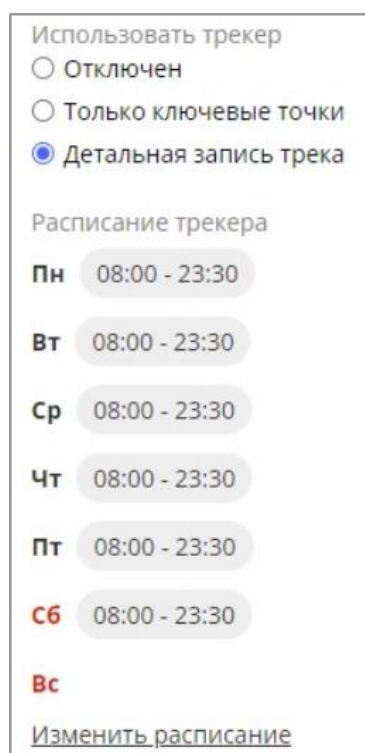 Использовать трекер
Отключен
Только ключевые точки
Детальная запись трека
Расписание трекера
Пн 08:00 - 23:30
Вт 08:00 - 23:30
Ср 08:00 - 23:30
Чт 08:00 - 23:30
Пт 08:00 - 23:30
Сб 08:00 - 23:30
Вс
Изменить расписание